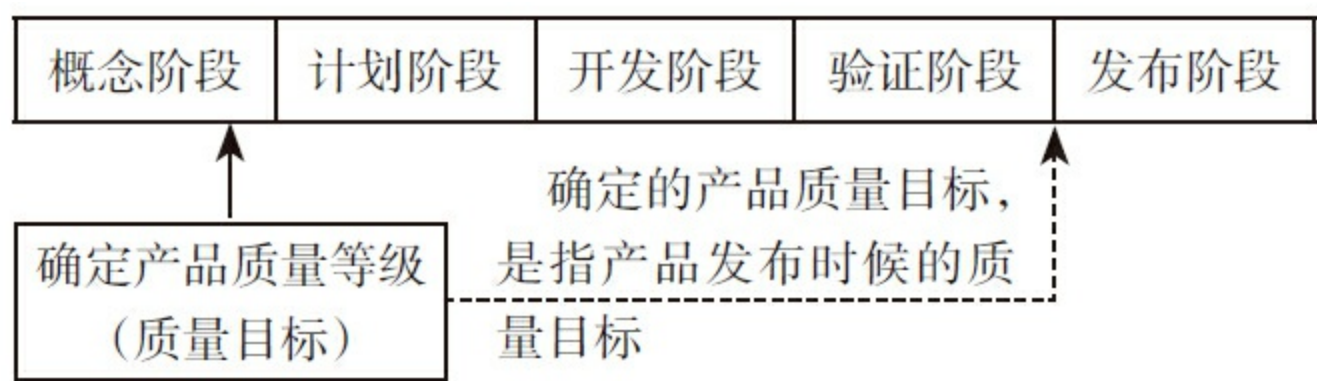 概念阶段 计划阶段 开发阶段 验证阶段 发布阶段
确定的产品质量目标，
是指产品发布时候的质
量目标
确定产品质量等级
（质量目标）